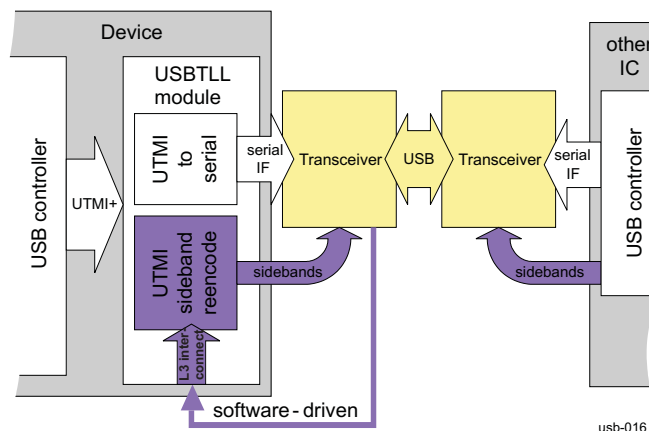 Device
other
IC
USBTLL
module
USB controller
UTMI+
UTMI
to
serial
serial
IF
Transceiver
USB
Transceiver
serial
IF
USB controller
UTMI
sideband
reencode
sidebands
sidebands
L3 inter-
connect
software - driven
usb-016